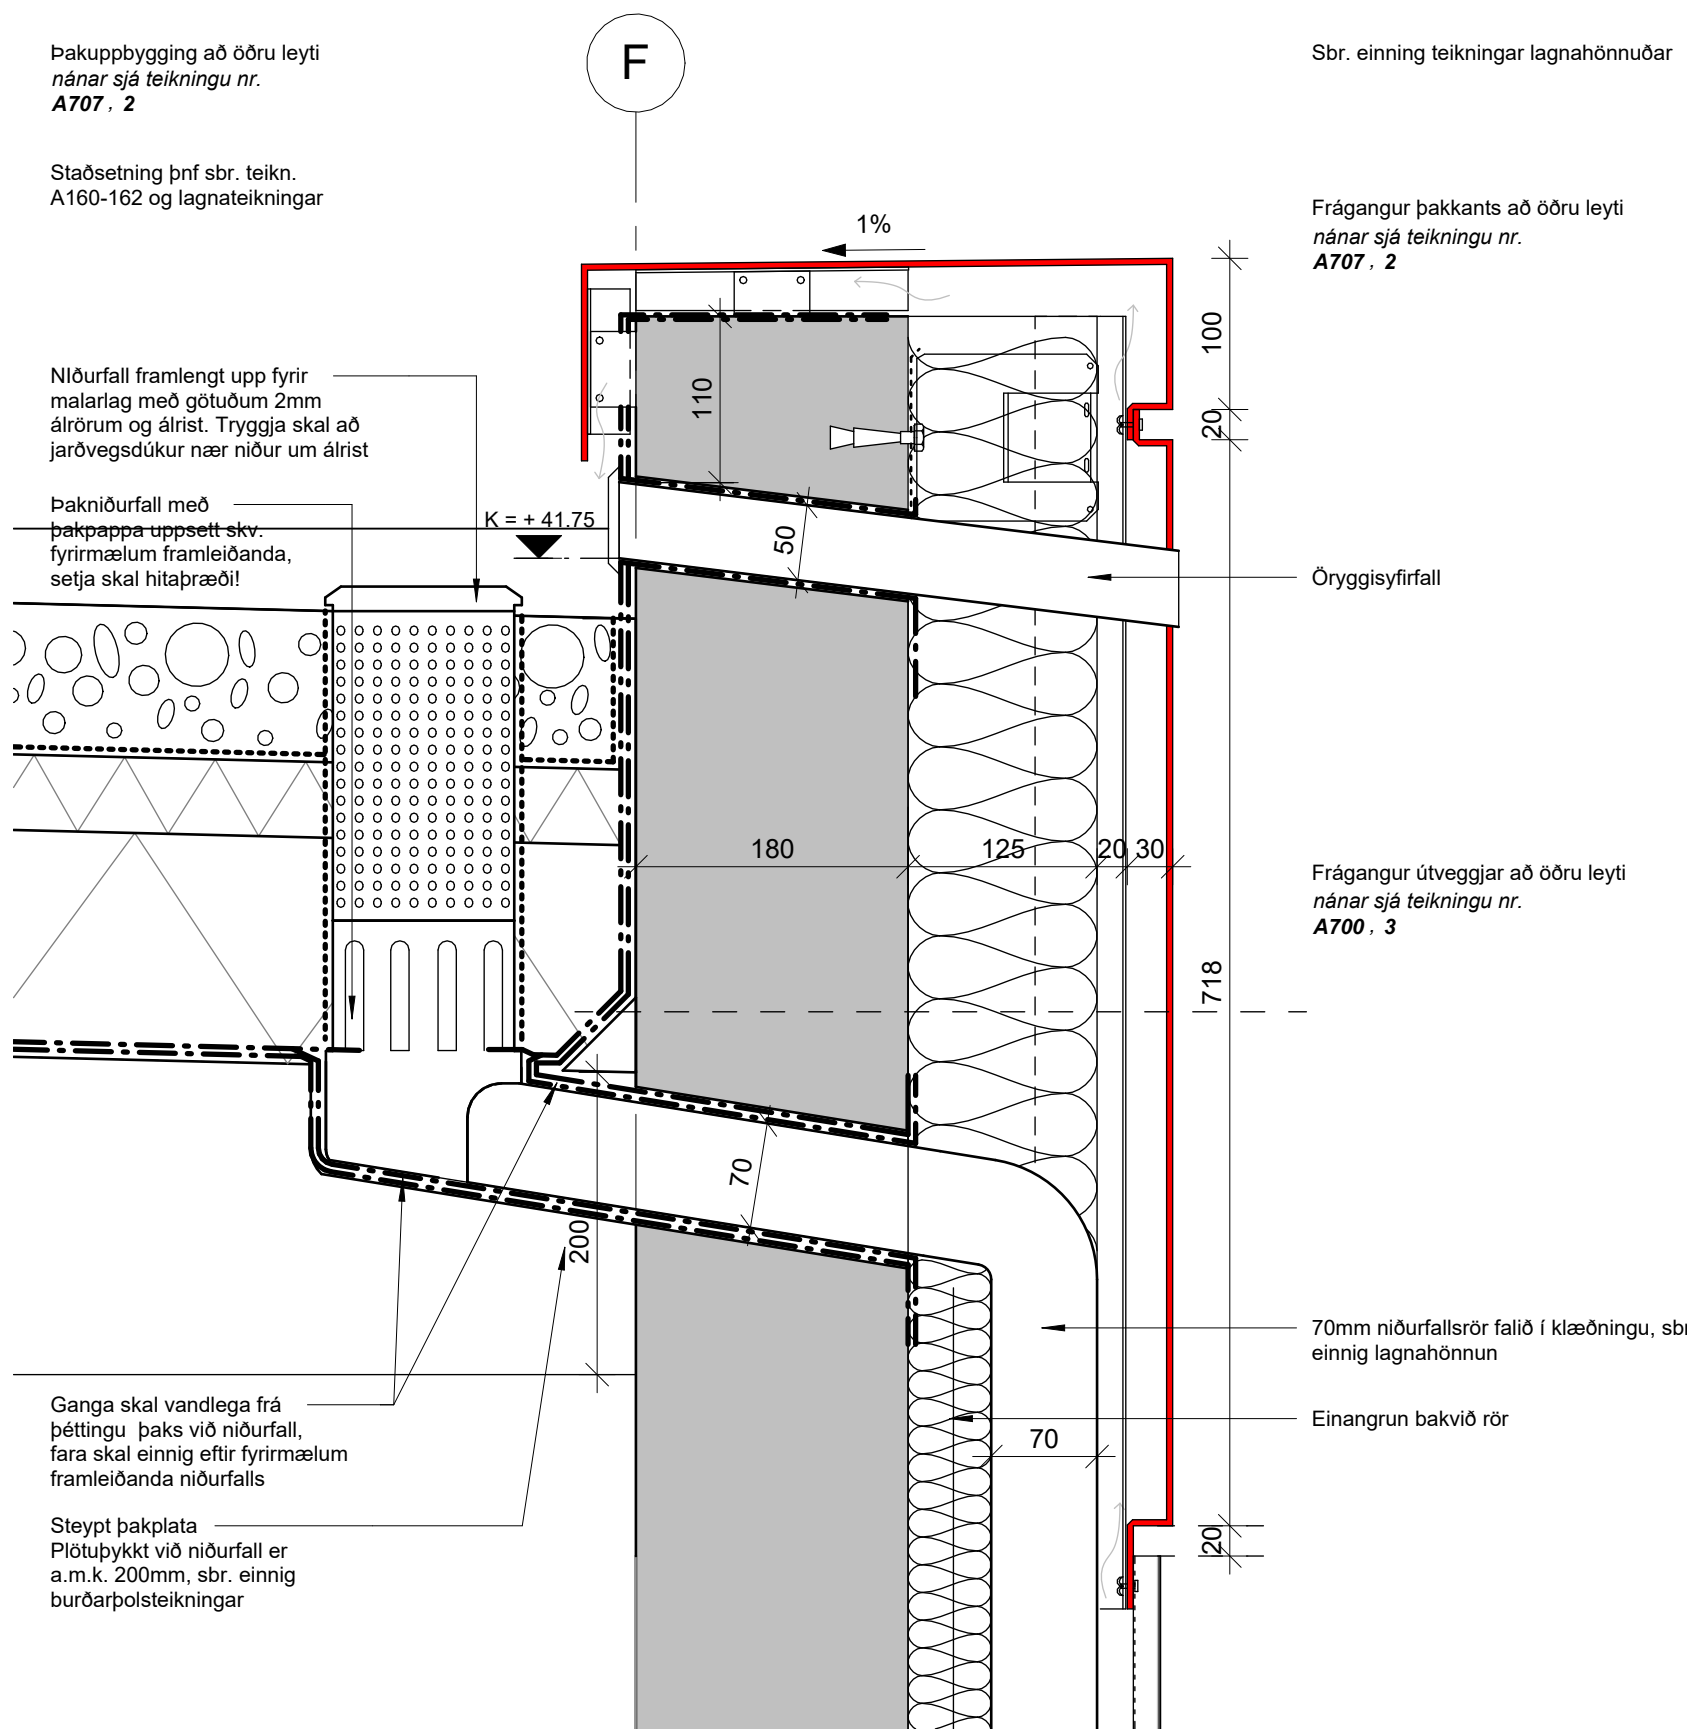 Þakuppbygging að öðru leyti
nánar sjá teikningu nr.
A707 , 2
Staðsetning þnf sbr. teikn.
A160-162 og lagnateikningar
F
Sbr. einning teikningar lagnahönnuðar
Frágangur þakkants að öðru leyti
nánar sjá teikningu nr.
A707 , 2
1%
100
20
110
NIðurfall framlengt upp fyrir
malarlag með götuðum 2mm
álrörum og álrist. Tryggja skal að
jarðvegsdúkur nær niður um álrist
Þakniðurfall með
þakpappa uppsett skv.
fyrirmælum framleiðanda,
setja skal hitaþræði!
K = + 41.75
50
Öryggisyfirfall
180
125
20
30
Frágangur útveggjar að öðru leyti
nánar sjá teikningu nr.
A700 , 3
718
70
200
70mm niðurfallsrör falið í klæðningu, sbr
einnig lagnahönnun
Einangrun bakvið rör
70
20
Ganga skal vandlega frá
þéttingu þaks við niðurfall,
fara skal einnig eftir fyrirmælum
framleiðanda niðurfalls
Steypt þakplata
Plötuþykkt við niðurfall er
a.m.k. 200mm, sbr. einnig
burðarþolsteikningar